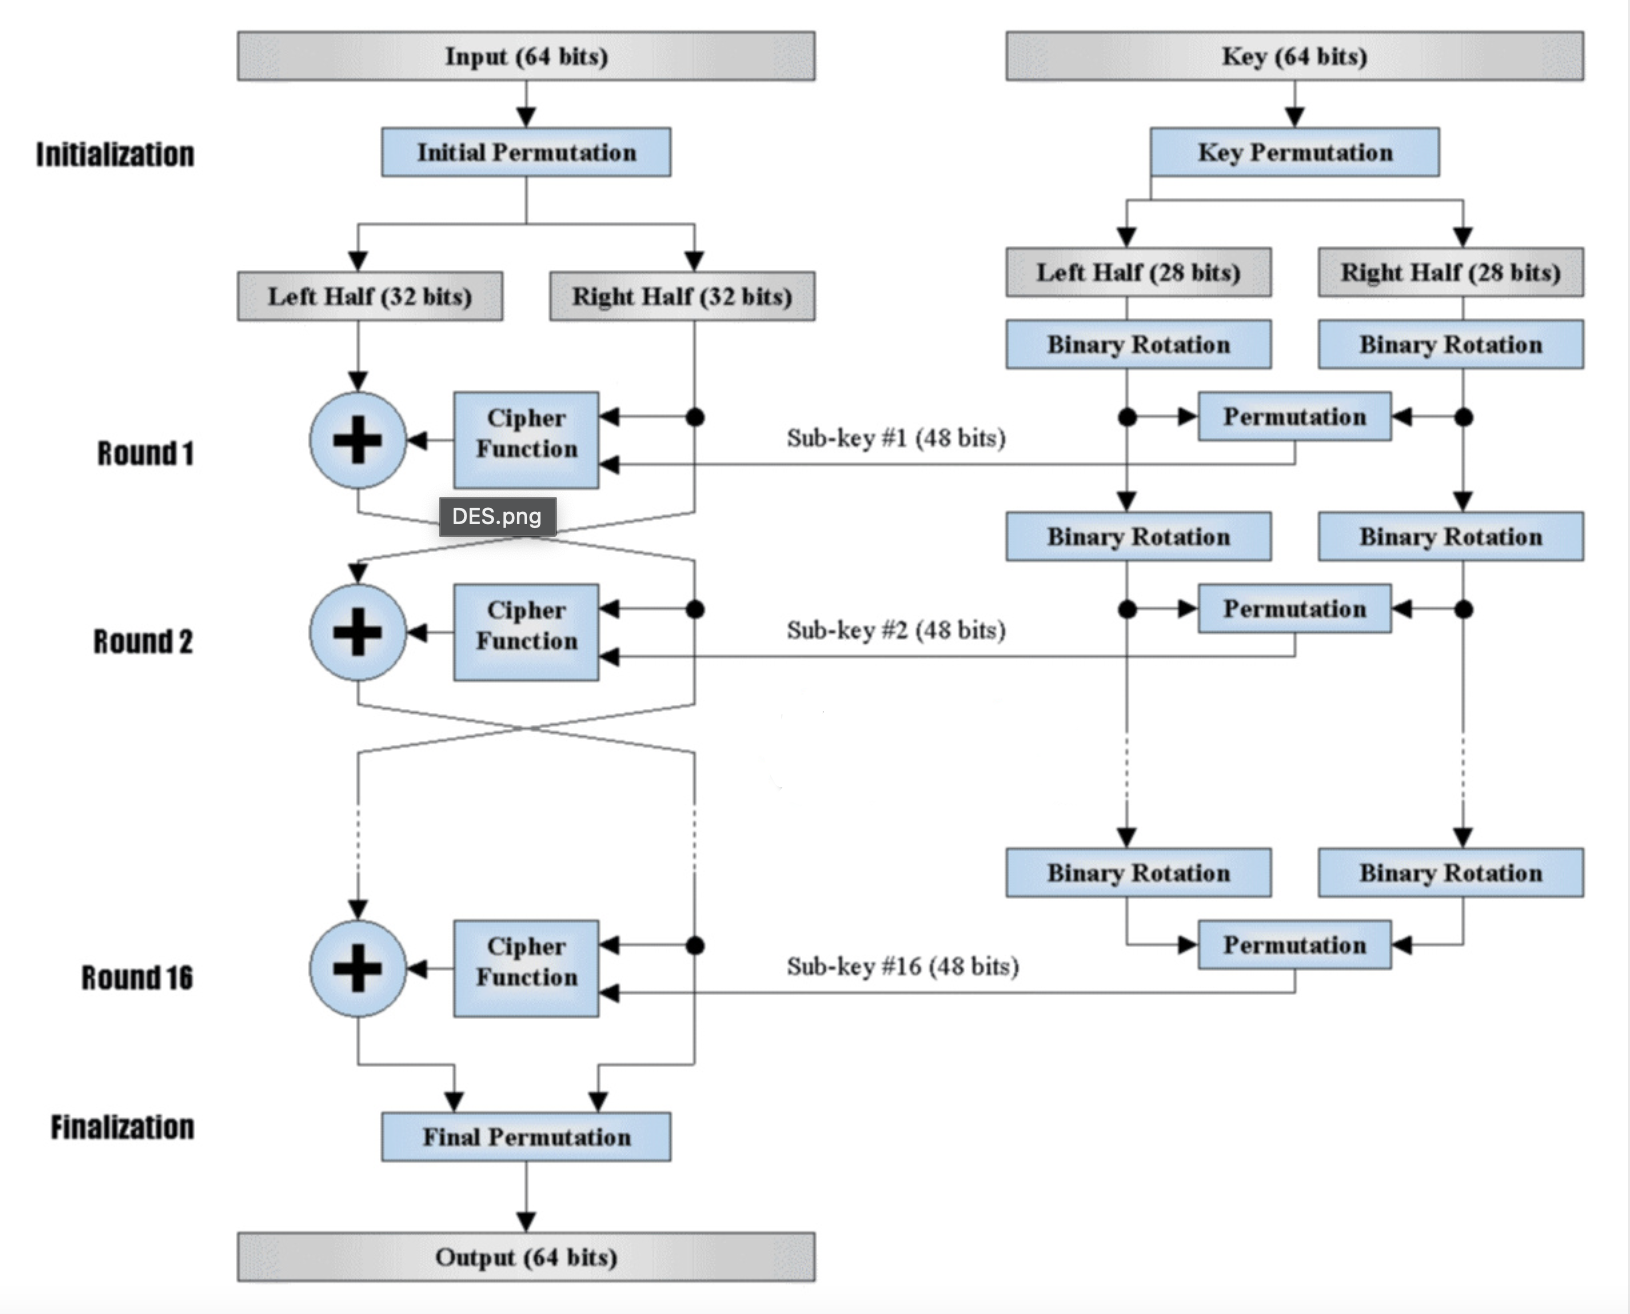 Input (64 bits)
Key (64 bits)
Initialization
Initial Permutation
Key Permutation
Left Half (32 bits)
Right Half (32 bits)
Left Half (28 bits)
Right Half (28 bits)
Binary Rotation
Binary Rotation
Round 1
Cipher
Function
Sub-key #1 (48 bits)
Permutation
DES.png
Binary Rotation
Binary Rotation
Round 2
Cipher
Function
Sub-key #2 (48 bits)
Permutation
Binary Rotation
Binary Rotation
Round 16
Cipher
Function
Sub-key #16 (48 bits)
Permutation
Finalization
Final Permutation
Output (64 bits)